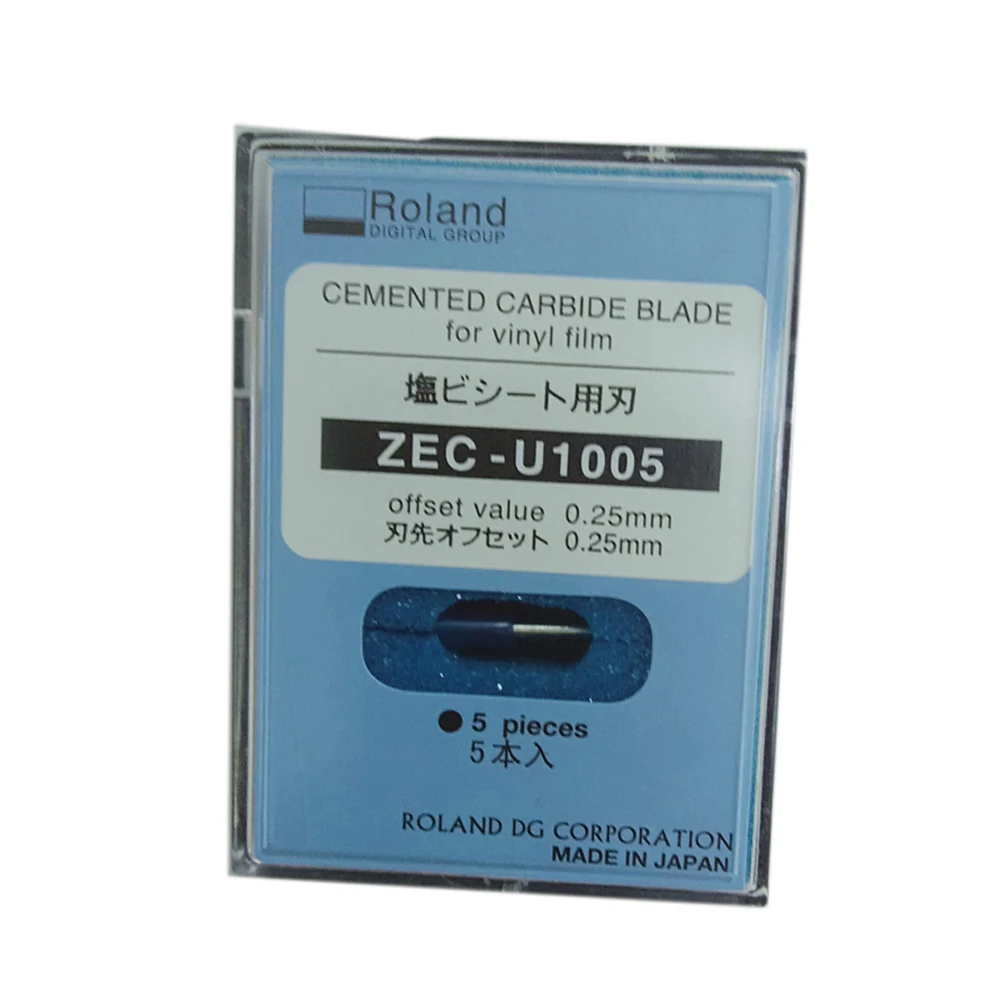 Roland
DIGITAL GROUP
CEMENTED CARBIDE BLADE
for vinyl film
塩ビシート用刃
ZEC-U1005
offset value 0.25mm
刃先オフセット 0.25mm
● 5 pieces
5本入
ROLAND DG CORPORATION
MADE IN JAPAN